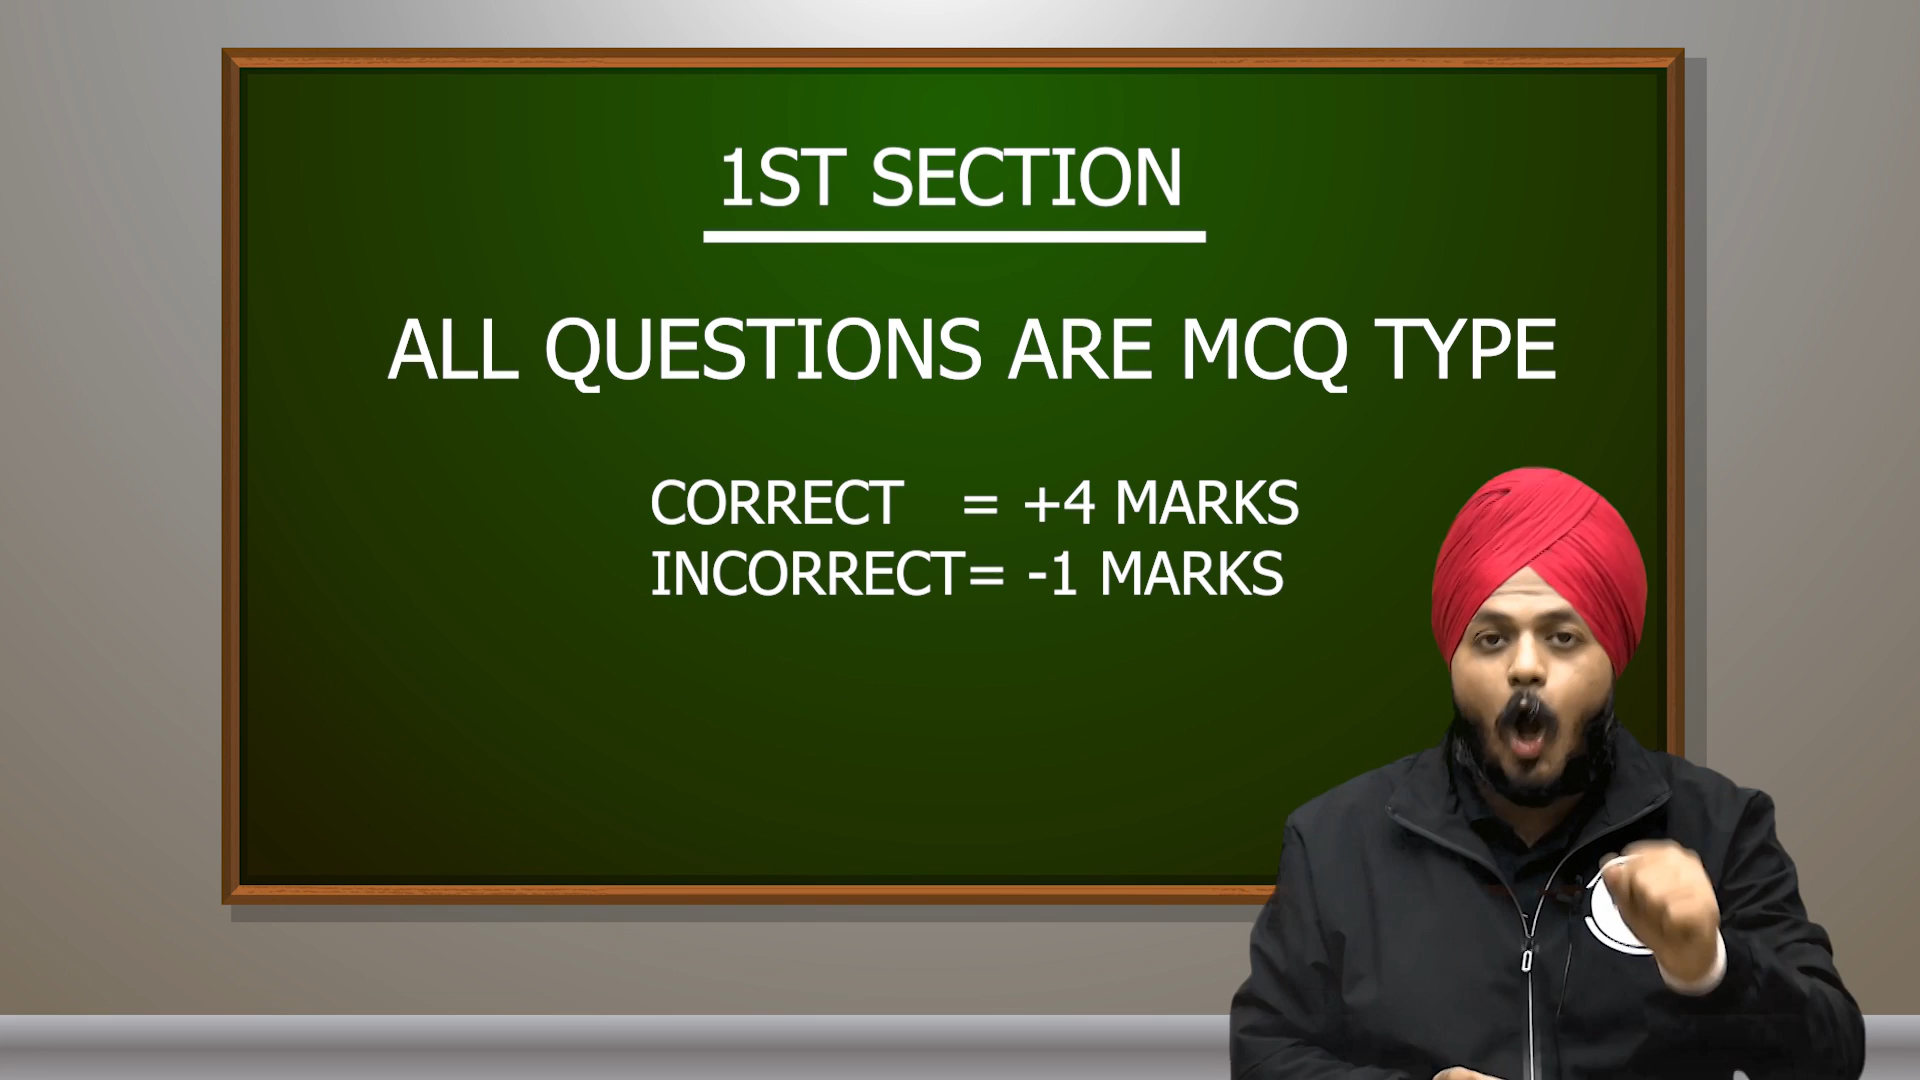 1ST SECTION
ALL QUESTIONS ARE MCQ TYPE
CORRECT = +4 MARKS
INCORRECT= -1 MARKS